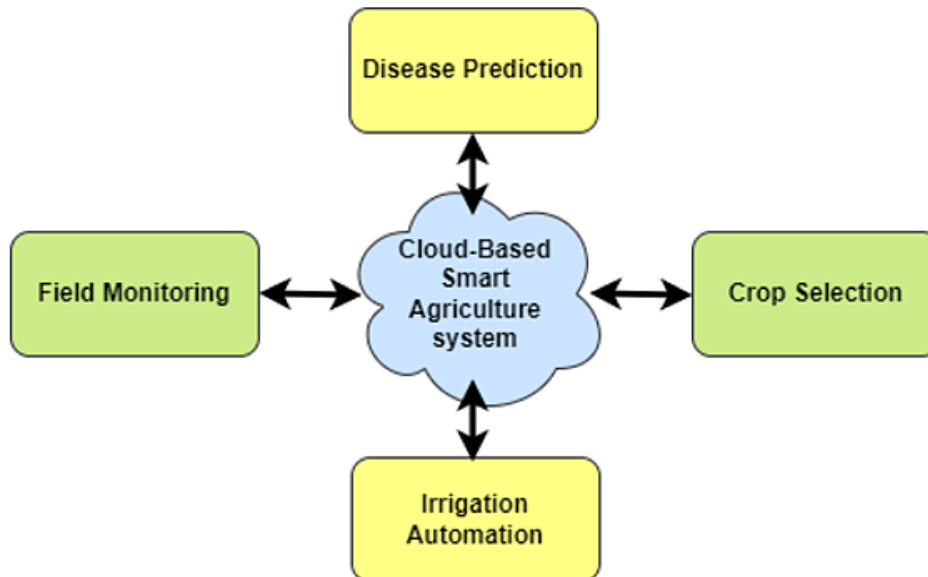 Disease Prediction
Cloud-Based
Smart
Agriculture
system
Field Monitoring
Crop Selection
Irrigation
Automation